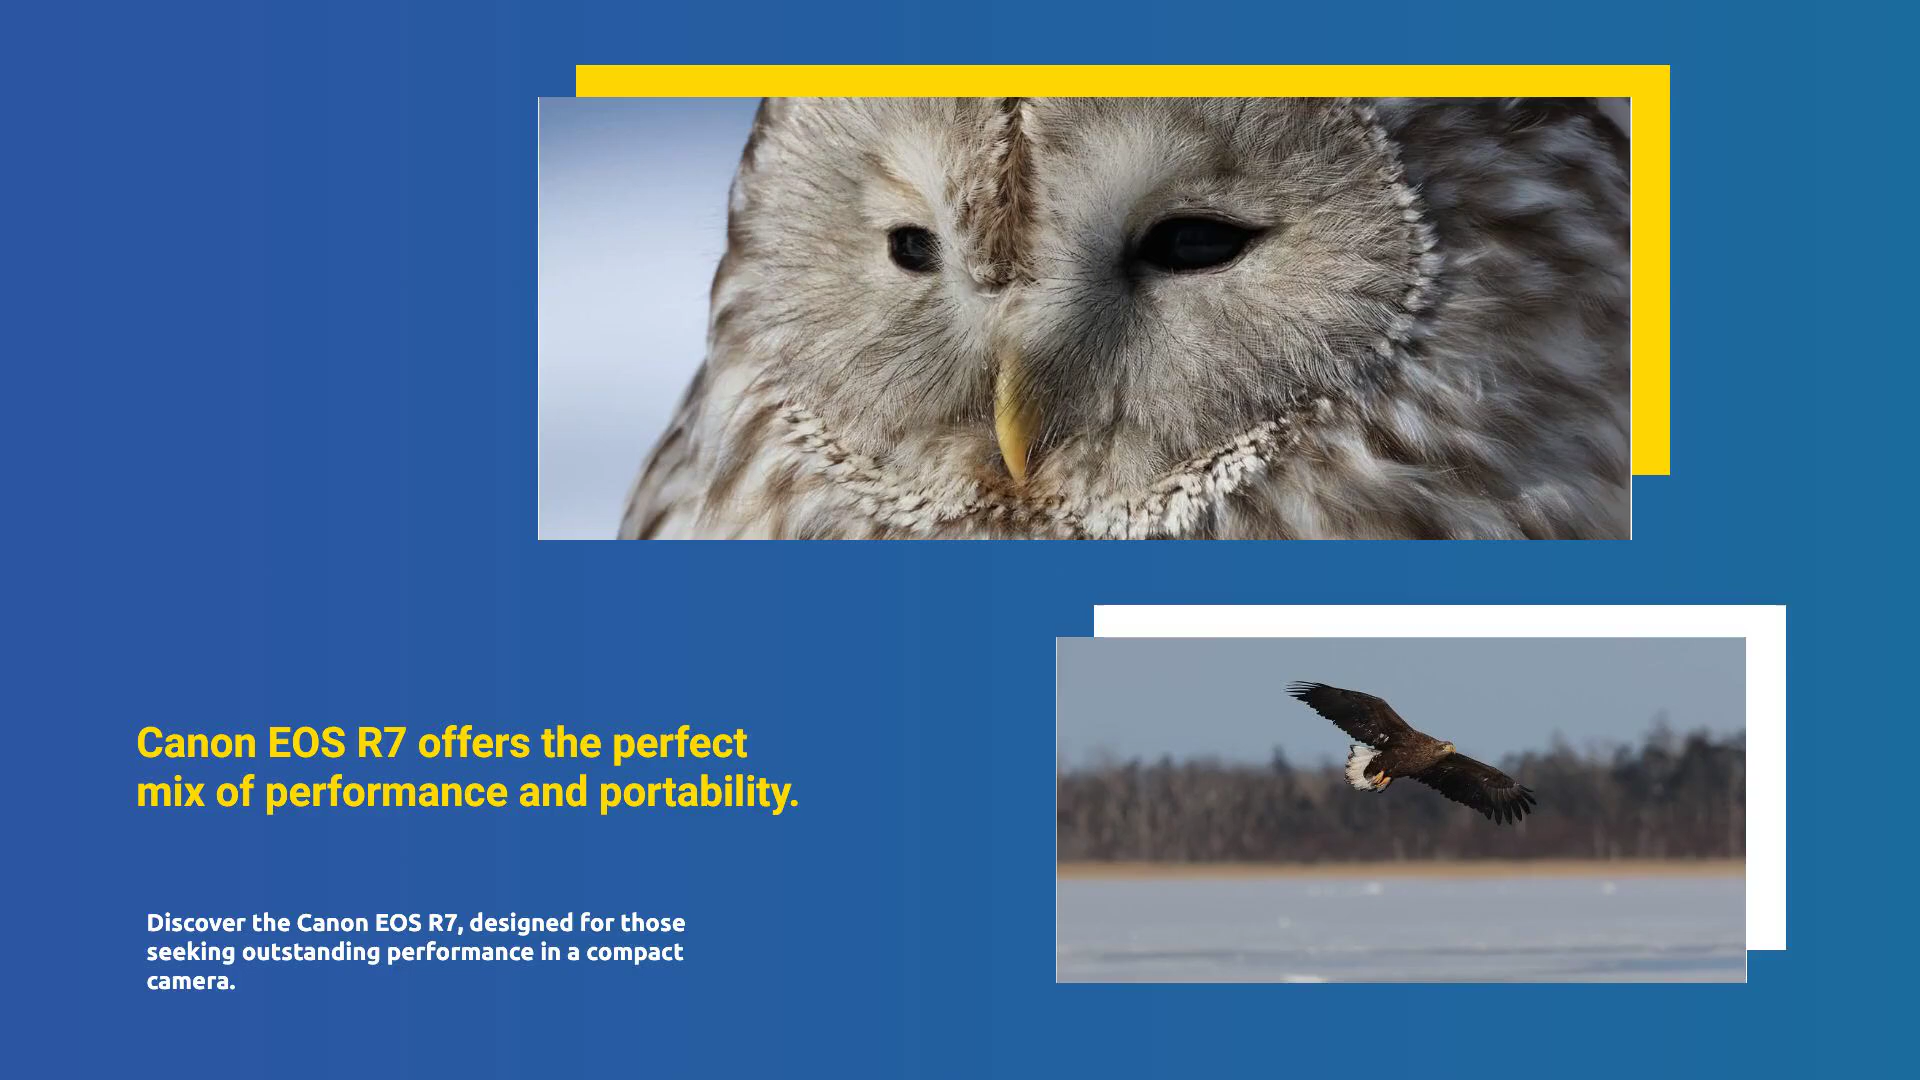 Canon EOS R7 offers the perfect
mix of performance and portability.
Discover the Canon EOS R7, designed for those
seeking outstanding performance in a compact
camera.